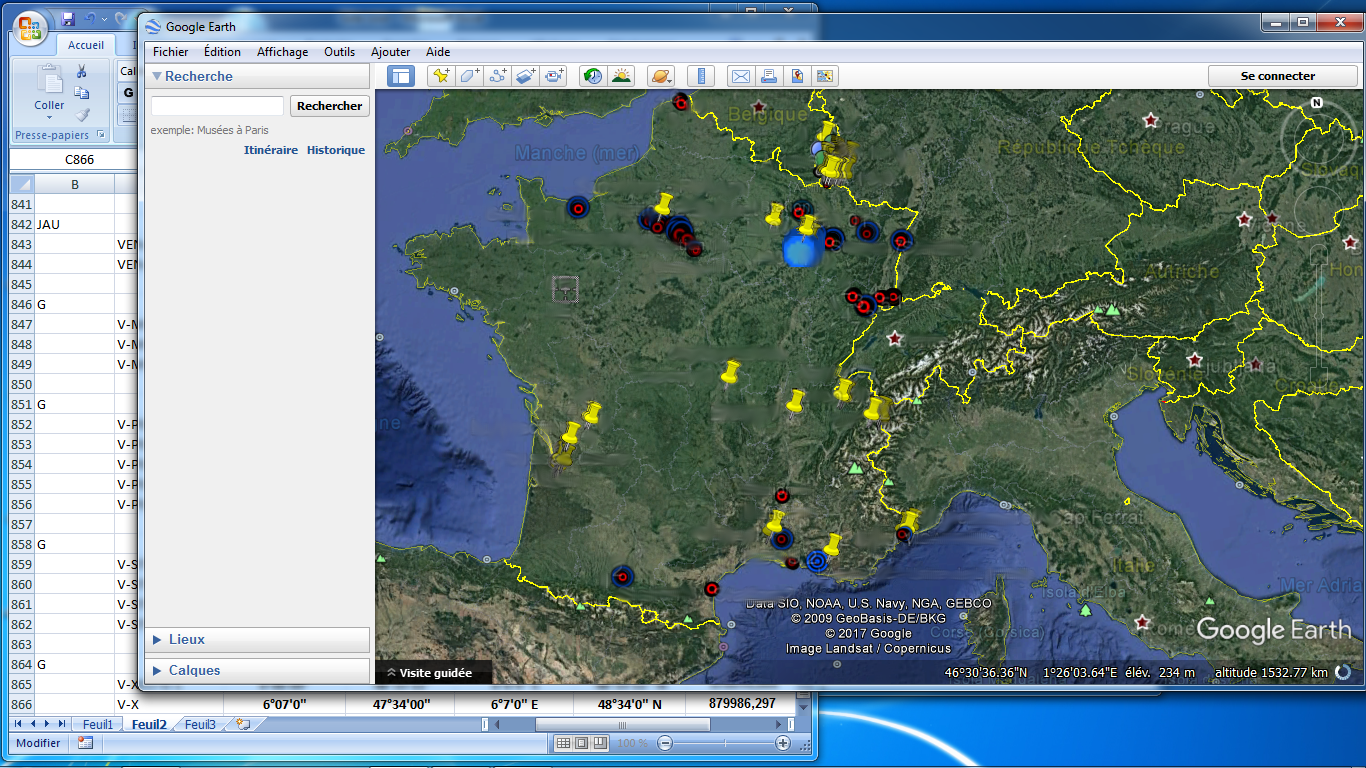 Google Earth
Fichier Édition Affichage Outils Ajouter Aide
Accueil
Recherche
Se connecter
Coller
Cal
G
Presse-papiers
Rechercher
exemple: Musées à Paris
Itinéraire Historique
C866
B
841
842 JAU
843 VEN
844 VEN
845
846 G
847 V-N
848 V-N
849 V-N
850
851 G
852 V-P
853 V-P
854 V-P
855 V-P
856 V-P
857
858 G
859 V-S
860 V-S
861 V-S
862 V-S
863
864 G
865 V-X
866 V-X 6°07'0" 47°34'00" 6°7'0" E 48°34'0" N 879986,297
Belgique
Prague
République Tchèque
Manche (mer)
N
Autriche
Slovénie
Ljubljana
Italie
Isola d'Elba
Mer Adria
Corse (Corsica)
Data SIO, NOAA, U.S. Navy, NGA, GEBCO
© 2009 GeoBasis-DE/BKG
© 2017 Google
Image Landsat / Copernicus
Google Earth
Lieux
Calques
Visite guidée
46°30'36.36"N 1°26'03.64"E élév. 234 m altitude 1532.77 km
Feuil1 Feuil2 Feuil3
Modifier
100 %